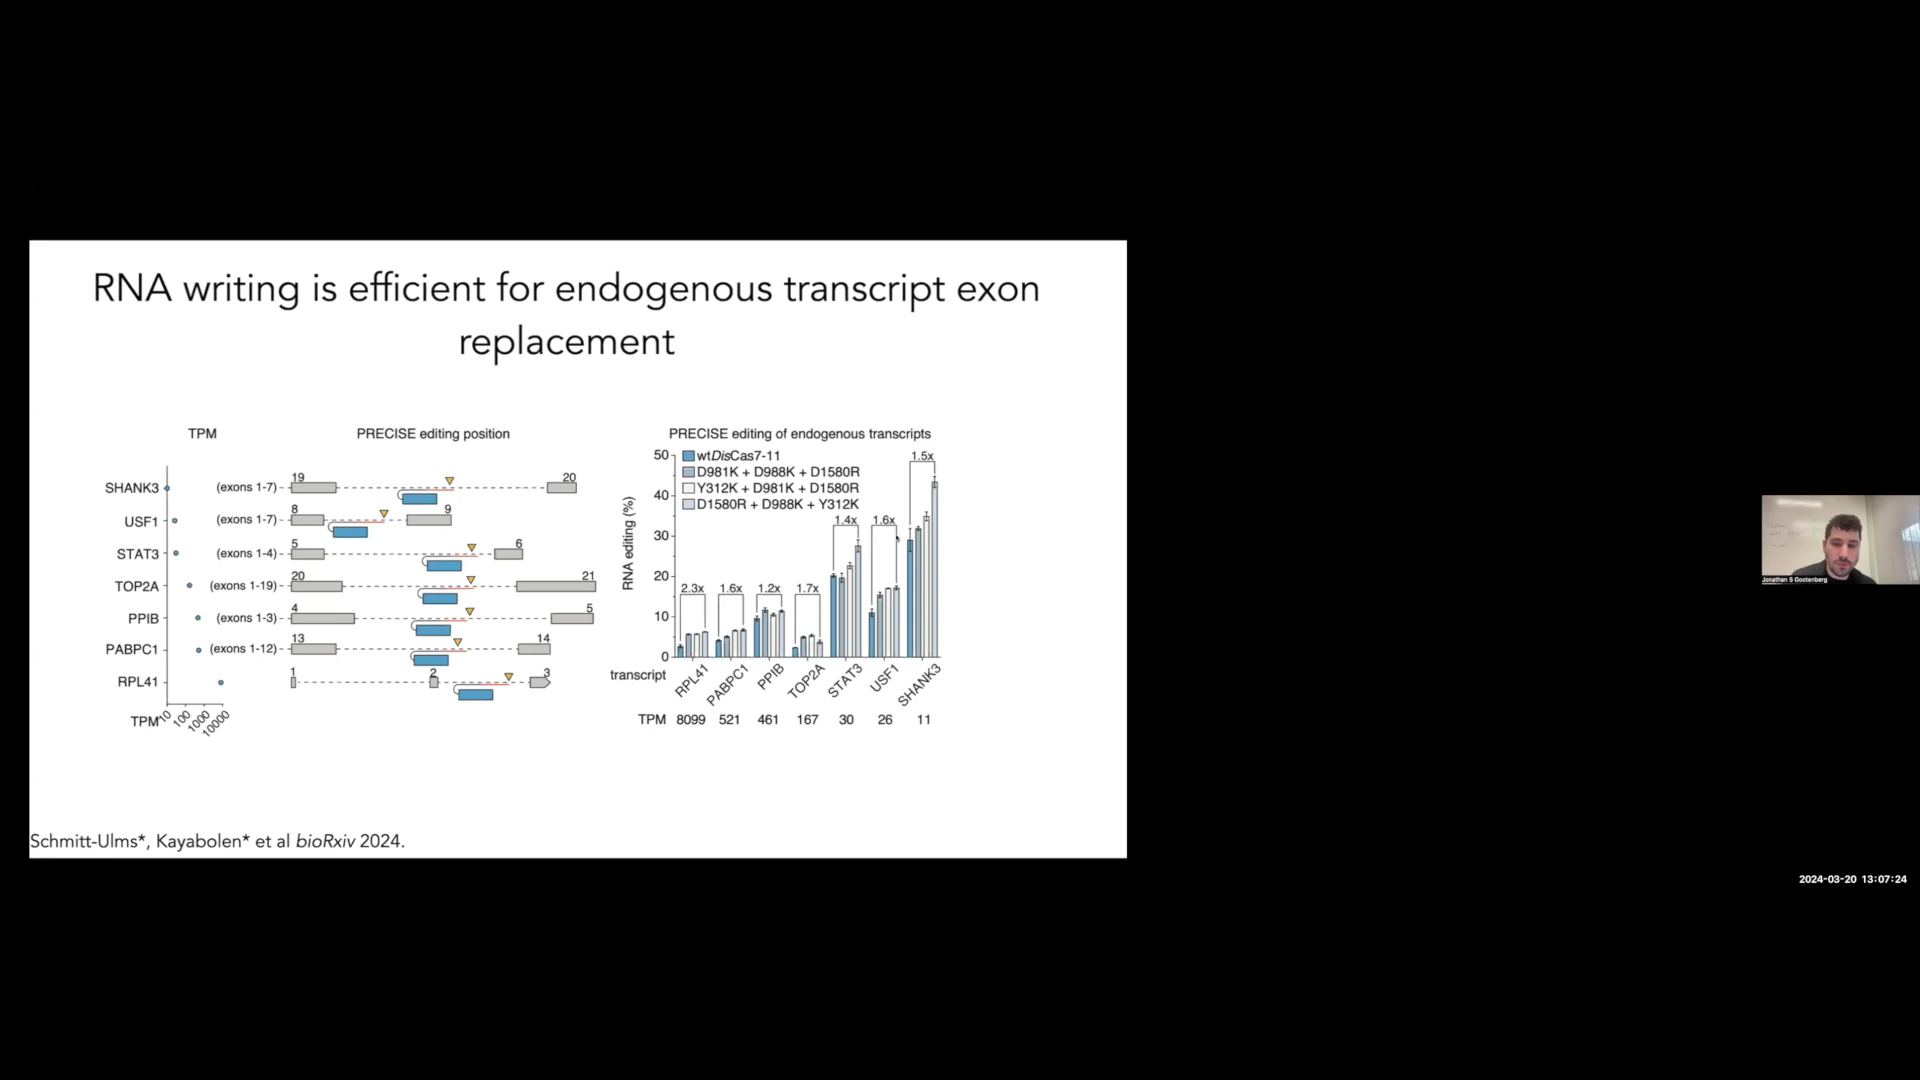 RNA writing is efficient for endogenous transcript exon
replacement
TPM
PRECISE editing position
SHANK3
(exons 1-7)
19
20
USF1
(exons 1-7)
8
9
STAT3
(exons 1-4)
5
6
TOP2A
(exons 1-19)
20
21
PPIB
(exons 1-3)
4
5
PABPC1
(exons 1-12)
13
14
RPL41
1
2
3
TPM
10
100
1000
10000
PRECISE editing of endogenous transcripts
wtDisCas7-11
D981K + D988K + D1580R
Y312K + D981K + D1580R
D1580R + D988K + Y312K
RNA editing (%)
50
40
30
20
10
0
2.3x
1.6x
1.2x
1.7x
1.4x
1.6x
1.5x
transcript
RPL41
PABPC1
PPIB
TOP2A
STAT3
USF1
SHANK3
TPM 8099 521 461 167 30 26 11
Schmitt-Ulms*, Kayabolen* et al bioRxiv 2024.
Jonathan S Gootenberg
2024-03-20 13:07:24